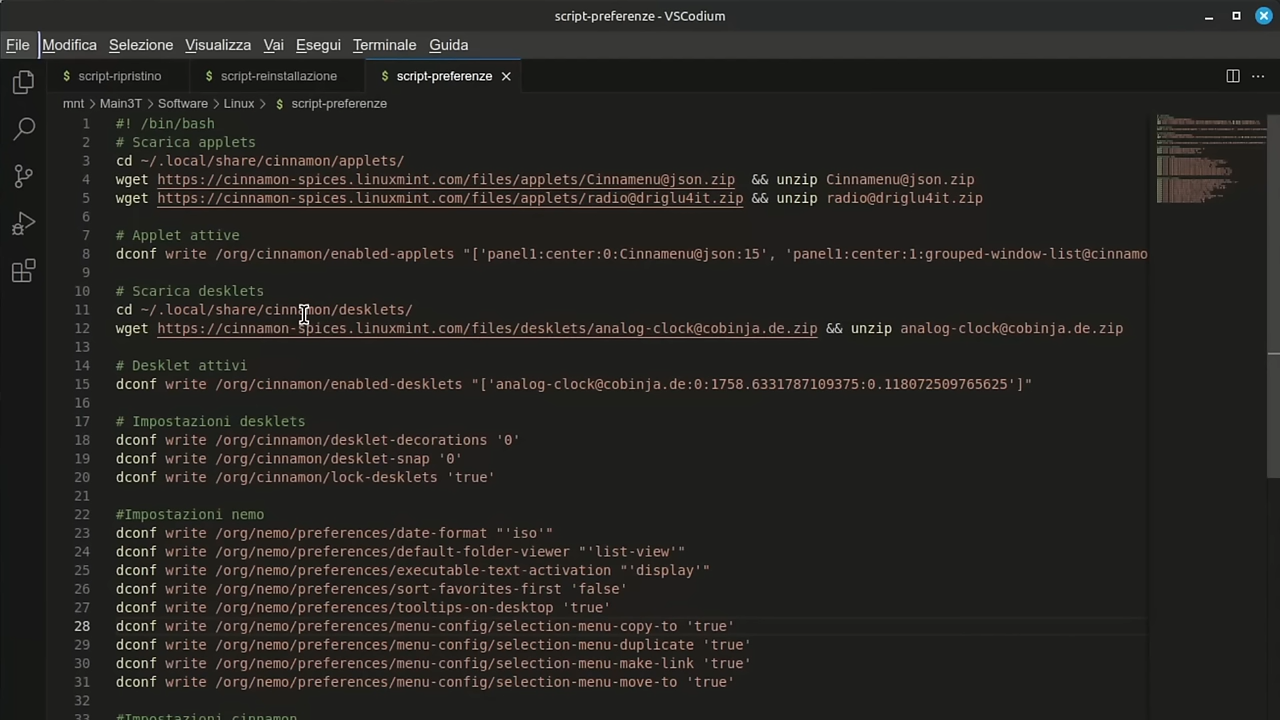 script-preferenze - VSCodium
File Modifica Selezione Visualizza Vai Esegui Terminale Guida
$ script-ripristino $ script-reinstallazione $ script-preferenze
mnt > Main3T > Software > Linux > $ script-preferenze
1 #! /bin/bash
2 # Scarica applets
3 cd ~/.local/share/cinnamon/applets/
4 wget https://cinnamon-spices.linuxmint.com/files/applets/Cinnamenu@json.zip  && unzip Cinnamenu@json.zip
5 wget https://cinnamon-spices.linuxmint.com/files/applets/radio@driglu4it.zip && unzip radio@driglu4it.zip
6
7 # Applet attive
8 dconf write /org/cinnamon/enabled-applets "['panel1:center:0:Cinnamenu@json:15', 'panel1:center:1:grouped-window-list@cinnamo
9
10 # Scarica desklets
11 cd ~/.local/share/cinnamon/desklets/
12 wget https://cinnamon-spices.linuxmint.com/files/desklets/analog-clock@cobinja.de.zip && unzip analog-clock@cobinja.de.zip
13
14 # Desklet attivi
15 dconf write /org/cinnamon/enabled-desklets "['analog-clock@cobinja.de:0:1758.6331787109375:0.118072509765625']"
16
17 # Impostazioni desklets
18 dconf write /org/cinnamon/desklet-decorations '0'
19 dconf write /org/cinnamon/desklet-snap '0'
20 dconf write /org/cinnamon/lock-desklets 'true'
21
22 #Impostazioni nemo
23 dconf write /org/nemo/preferences/date-format "'iso'"
24 dconf write /org/nemo/preferences/default-folder-viewer "'list-view'"
25 dconf write /org/nemo/preferences/executable-text-activation "'display'"
26 dconf write /org/nemo/preferences/sort-favorites-first 'false'
27 dconf write /org/nemo/preferences/tooltips-on-desktop 'true'
28 dconf write /org/nemo/preferences/menu-config/selection-menu-copy-to 'true'
29 dconf write /org/nemo/preferences/menu-config/selection-menu-duplicate 'true'
30 dconf write /org/nemo/preferences/menu-config/selection-menu-make-link 'true'
31 dconf write /org/nemo/preferences/menu-config/selection-menu-move-to 'true'
32
33 #Impostazioni cinnamon